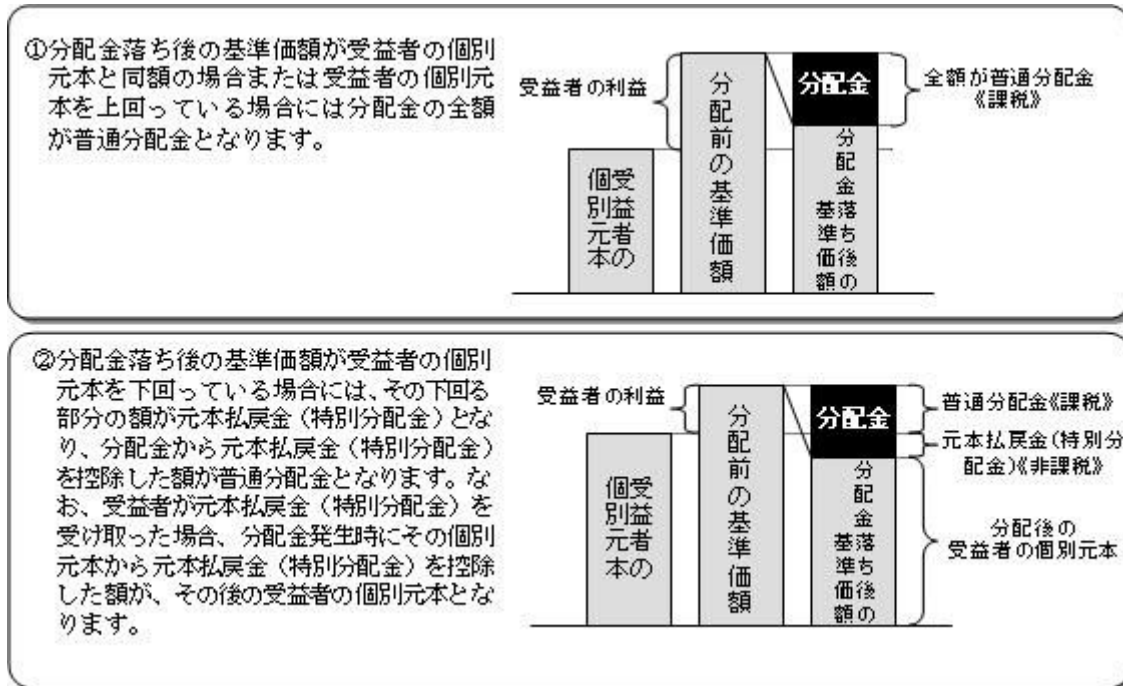 ①分配金落ち後の基準価額が受益者の個別
元本と同額の場合または受益者の個別元
本を上回っている場合には分配金の全額
が普通分配金となります。
受益者の利益
受益者の
個別元本
分配前の基準価額
分配金
分配金落ち後の
基準価額
全額が普通分配金
《課税》
②分配金落ち後の基準価額が受益者の個別
元本を下回っている場合には、その下回る
部分の額が元本払戻金（特別分配金）とな
り、分配金から元本払戻金（特別分配金）
を控除した額が普通分配金となります。な
お、受益者が元本払戻金（特別分配金）を
受け取った場合、分配金発生時にその個別
元本から元本払戻金（特別分配金）を控除
した額が、その後の受益者の個別元本とな
ります。
受益者の利益
受益者の
個別元本
分配前の基準価額
分配金
分配金落ち後の
基準価額
普通分配金《課税》
元本払戻金（特別分
配金）《非課税》
分配後の
受益者の個別元本